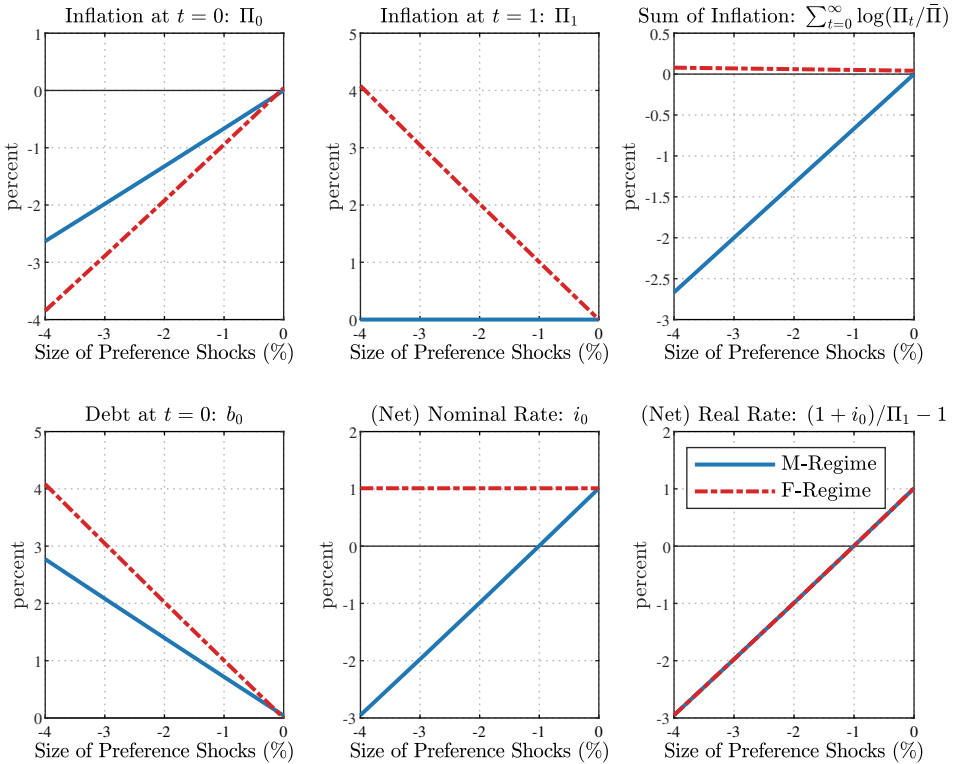 Inflation at t = 0: Π₀
percent
1
0
-1
-2
-3
-4
-4 -3 -2 -1 0
Size of Preference Shocks (%)
Inflation at t = 1: Π₁
percent
5
4
3
2
1
0
-4 -3 -2 -1 0
Size of Preference Shocks (%)
Sum of Inflation: ∑_{t=0}^{∞} log(Π_t/Π̄)
percent
0.5
0
-0.5
-1
-1.5
-2
-2.5
-3
-4 -3 -2 -1 0
Size of Preference Shocks (%)
Debt at t = 0: b₀
percent
5
4
3
2
1
0
-4 -3 -2 -1 0
Size of Preference Shocks (%)
(Net) Nominal Rate: i₀
percent
2
1
0
-1
-2
-3
-4 -3 -2 -1 0
Size of Preference Shocks (%)
(Net) Real Rate: (1 + i₀)/Π₁ − 1
percent
2
1
0
-1
-2
-3
-4 -3 -2 -1 0
Size of Preference Shocks (%)
M-Regime
F-Regime